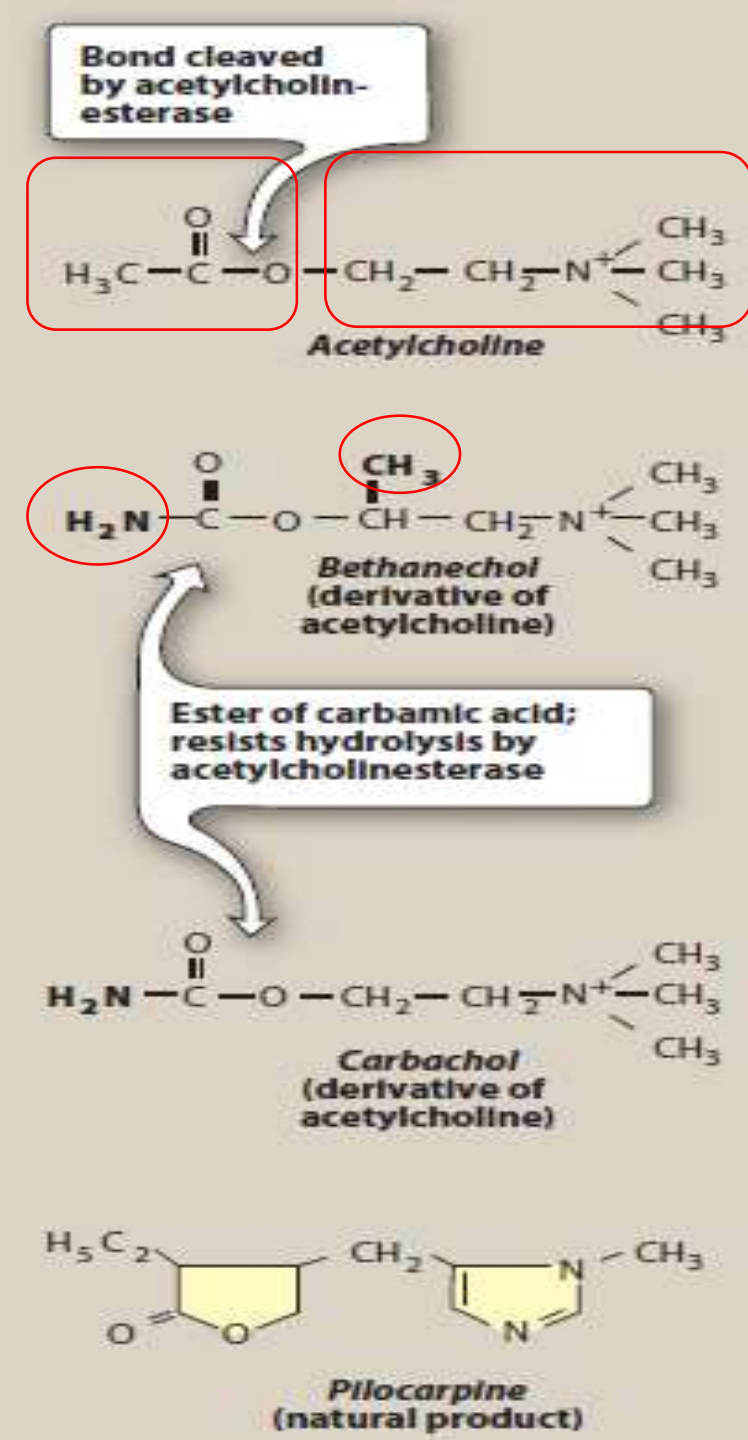 Bond cleaved
by acetylcholin-
esterase
O
H₃C—C—O—CH₂—CH₂—N⁺—CH₃
CH₃
CH₃
Acetylcholine
O
CH₃
H₂N—C—O—CH—CH₂—N⁺—CH₃
CH₃
CH₃
Bethanechol
(derivative of
acetylcholine)
Ester of carbamic acid;
resists hydrolysis by
acetylcholinesterase
O
H₂N—C—O—CH₂—CH₂—N⁺—CH₃
CH₃
CH₃
Carbachol
(derivative of
acetylcholine)
H₅C₂ CH₂ N CH₃
O O N
Pilocarpine
(natural product)